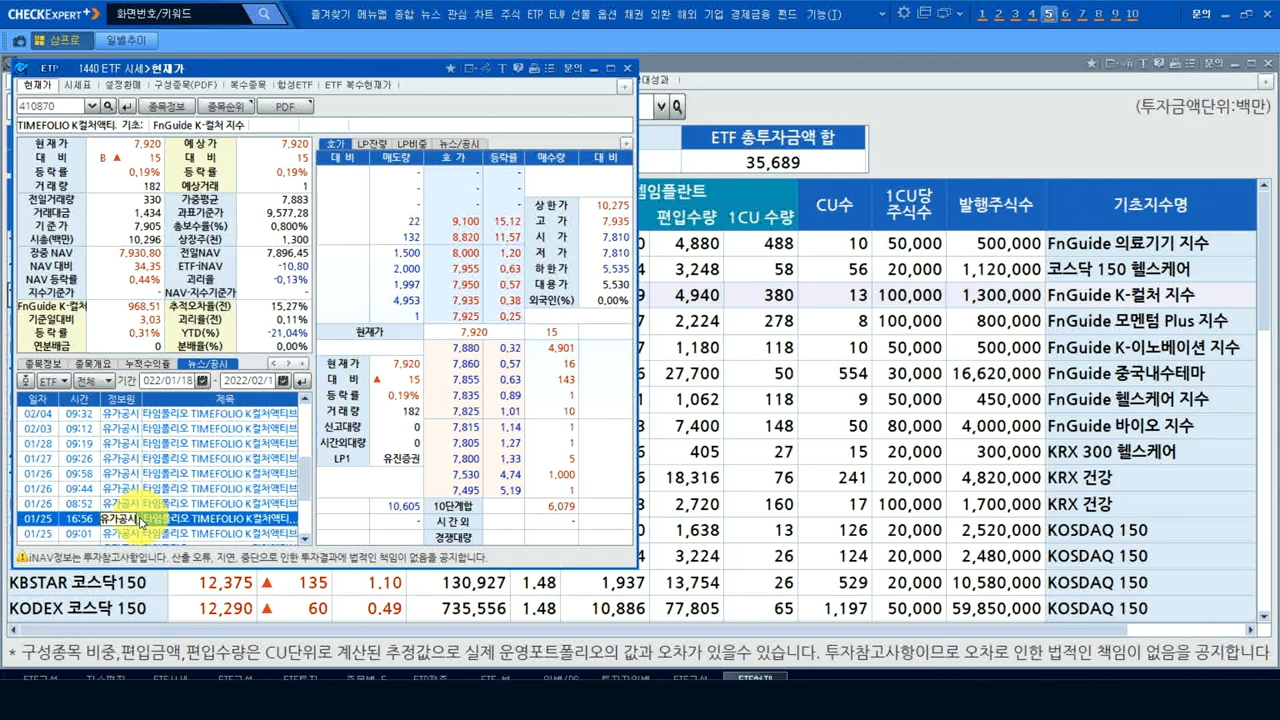 CHECKEXPERT+ 화면번호/키워드 즐겨찾기 메뉴맵 종합 뉴스 관심 차트 주식 ETP ELW 선물 옵션 채권 외환 해외 기업 경제금융 펀드 기능(I) 1 2 3 4 5 6 7 8 9 10 문의
삼프로 일별추이
ETP 1440 ETF 시세>현재가 문의
현재가 시세표 설정환매 구성종목(PDF) 복수종목 합성ETF ETF 복수현재가
410870 종목정보 종목순위 PDF
TIMEFOLIO K컬처액티. 기초: FnGuide K-컬처 지수
현재가 7,920 예상가 7,920
대비 B ▲ 15 대비 15
등락률 0.19% 등락률 0.19%
거래량 182 예상거래 1
전일거래량 330 가중평균 7,883
거래대금 1,434 과표기준가 9,577.28
기준가 7,905 총보수율(%) 0.800%
시총(백만) 10,296 상장주(천) 1,300
장중 NAV 7,930.80 전일NAV 7,896.45
NAV 대비 34.35 ETF-iNAV -10.80
NAV 등락률 0.44% 괴리율 -0.13%
지수기준가 - NAV-지수기준가 -
FnGuide K-컬처 968.51 추적오차율(전) 15.27%
기준일대비 3.03 괴리율(전) 0.11%
등락률 0.31% YTD(%) -21.04%
연분배금 0 분배율(%) 0.00%
종목정보 종목개요 누적수익률 뉴스/공시
ETF 전체 기간 022/01/18 - 2022/02/1
일자 시간 정보원 제목
02/04 09:32 유가공시 타임폴리오 TIMEFOLIO K컬처액티브
02/03 09:12 유가공시 타임폴리오 TIMEFOLIO K컬처액티브
01/28 09:19 유가공시 타임폴리오 TIMEFOLIO K컬처액티브
01/27 09:26 유가공시 타임폴리오 TIMEFOLIO K컬처액티브
01/26 09:58 유가공시 타임폴리오 TIMEFOLIO K컬처액티브
01/26 09:44 유가공시 타임폴리오 TIMEFOLIO K컬처액티브
01/26 08:52 유가공시 타임폴리오 TIMEFOLIO K컬처액티브
01/25 16:56 유가공시 타임폴리오 TIMEFOLIO K컬처액티...
01/25 09:01 유가공시 타임폴리오 TIMEFOLIO K컬처액티브
호가 LP잔량 LP비중 뉴스/공시
대비 매도량 호가 등락률 매수량 대비
- -
- -
- - 상한가 10,275
22 9,100 15.12 고가 7,935
132 8,820 11.57 시가 7,810
1,500 8,000 1.20 저가 7,810
2,000 7,955 0.63 하한가 5,535
1,997 7,950 0.57 대용가 5,530
4,953 7,935 0.38 외국인(%) 0.00%
1 7,925 0.25
현재가 7,920 15
7,880 0.32 4,901
현재가 7,920 7,860 0.57 16
대비 ▲ 15 7,855 0.63 143
등락률 0.19% 7,835 0.89 1
거래량 182 7,825 1.01 10
신고대량 0 7,815 1.14 1
시간외대량 0 7,805 1.27 1
LP1 유진증권 7,800 1.33 5
7,530 4.74 1,000
7,495 5.19 1
10,605 10단계합 6,079
- 시간외 -
경쟁대량
iNAV정보는 투자참고사항입니다. 산출 오류, 지연, 중단으로 인한 투자결과에 법적인 책임이 없음을 공지합니다.
문의
대성과
(투자금액단위:백만)
ETF 총투자금액 합
35,689
템임플란트 CU수 1CU당 주식수 발행주식수 기초지수명
편입수량 1CU 수량
4,880 488 10 50,000 500,000 FnGuide 의료기기 지수
3,248 58 56 20,000 1,120,000 코스닥 150 헬스케어
4,940 380 13 100,000 1,300,000 FnGuide K-컬처 지수
2,224 278 8 100,000 800,000 FnGuide 모멘텀 Plus 지수
1,180 118 10 50,000 500,000 FnGuide K-이노베이션 지수
27,700 50 554 30,000 16,620,000 FnGuide 중국내수테마
1,062 118 9 50,000 450,000 FnGuide 헬스케어 지수
7,400 148 50 80,000 4,000,000 FnGuide 바이오 지수
405 27 15 20,000 300,000 KRX 300 헬스케어
18,316 76 241 20,000 4,820,000 KRX 건강
2,720 160 17 50,000 850,000 KRX 건강
1,638 13 126 20,000 2,520,000 KOSDAQ 150
3,224 26 124 20,000 2,480,000 KOSDAQ 150
KBSTAR 코스닥150 12,375 ▲ 135 1.10 130,927 1.48 1,937 13,754 26 529 20,000 10,580,000 KOSDAQ 150
KODEX 코스닥 150 12,290 ▲ 60 0.49 735,556 1.48 10,886 77,805 65 1,197 50,000 59,850,000 KOSDAQ 150
* 구성종목 비중,편입금액,편입수량은 CU단위로 계산된 추정값으로 실제 운영포트폴리오의 값과 오차가 있을수 있습니다. 투자참고사항이므로 오차로 인한 법적인 책임이 없음을 공지합니다